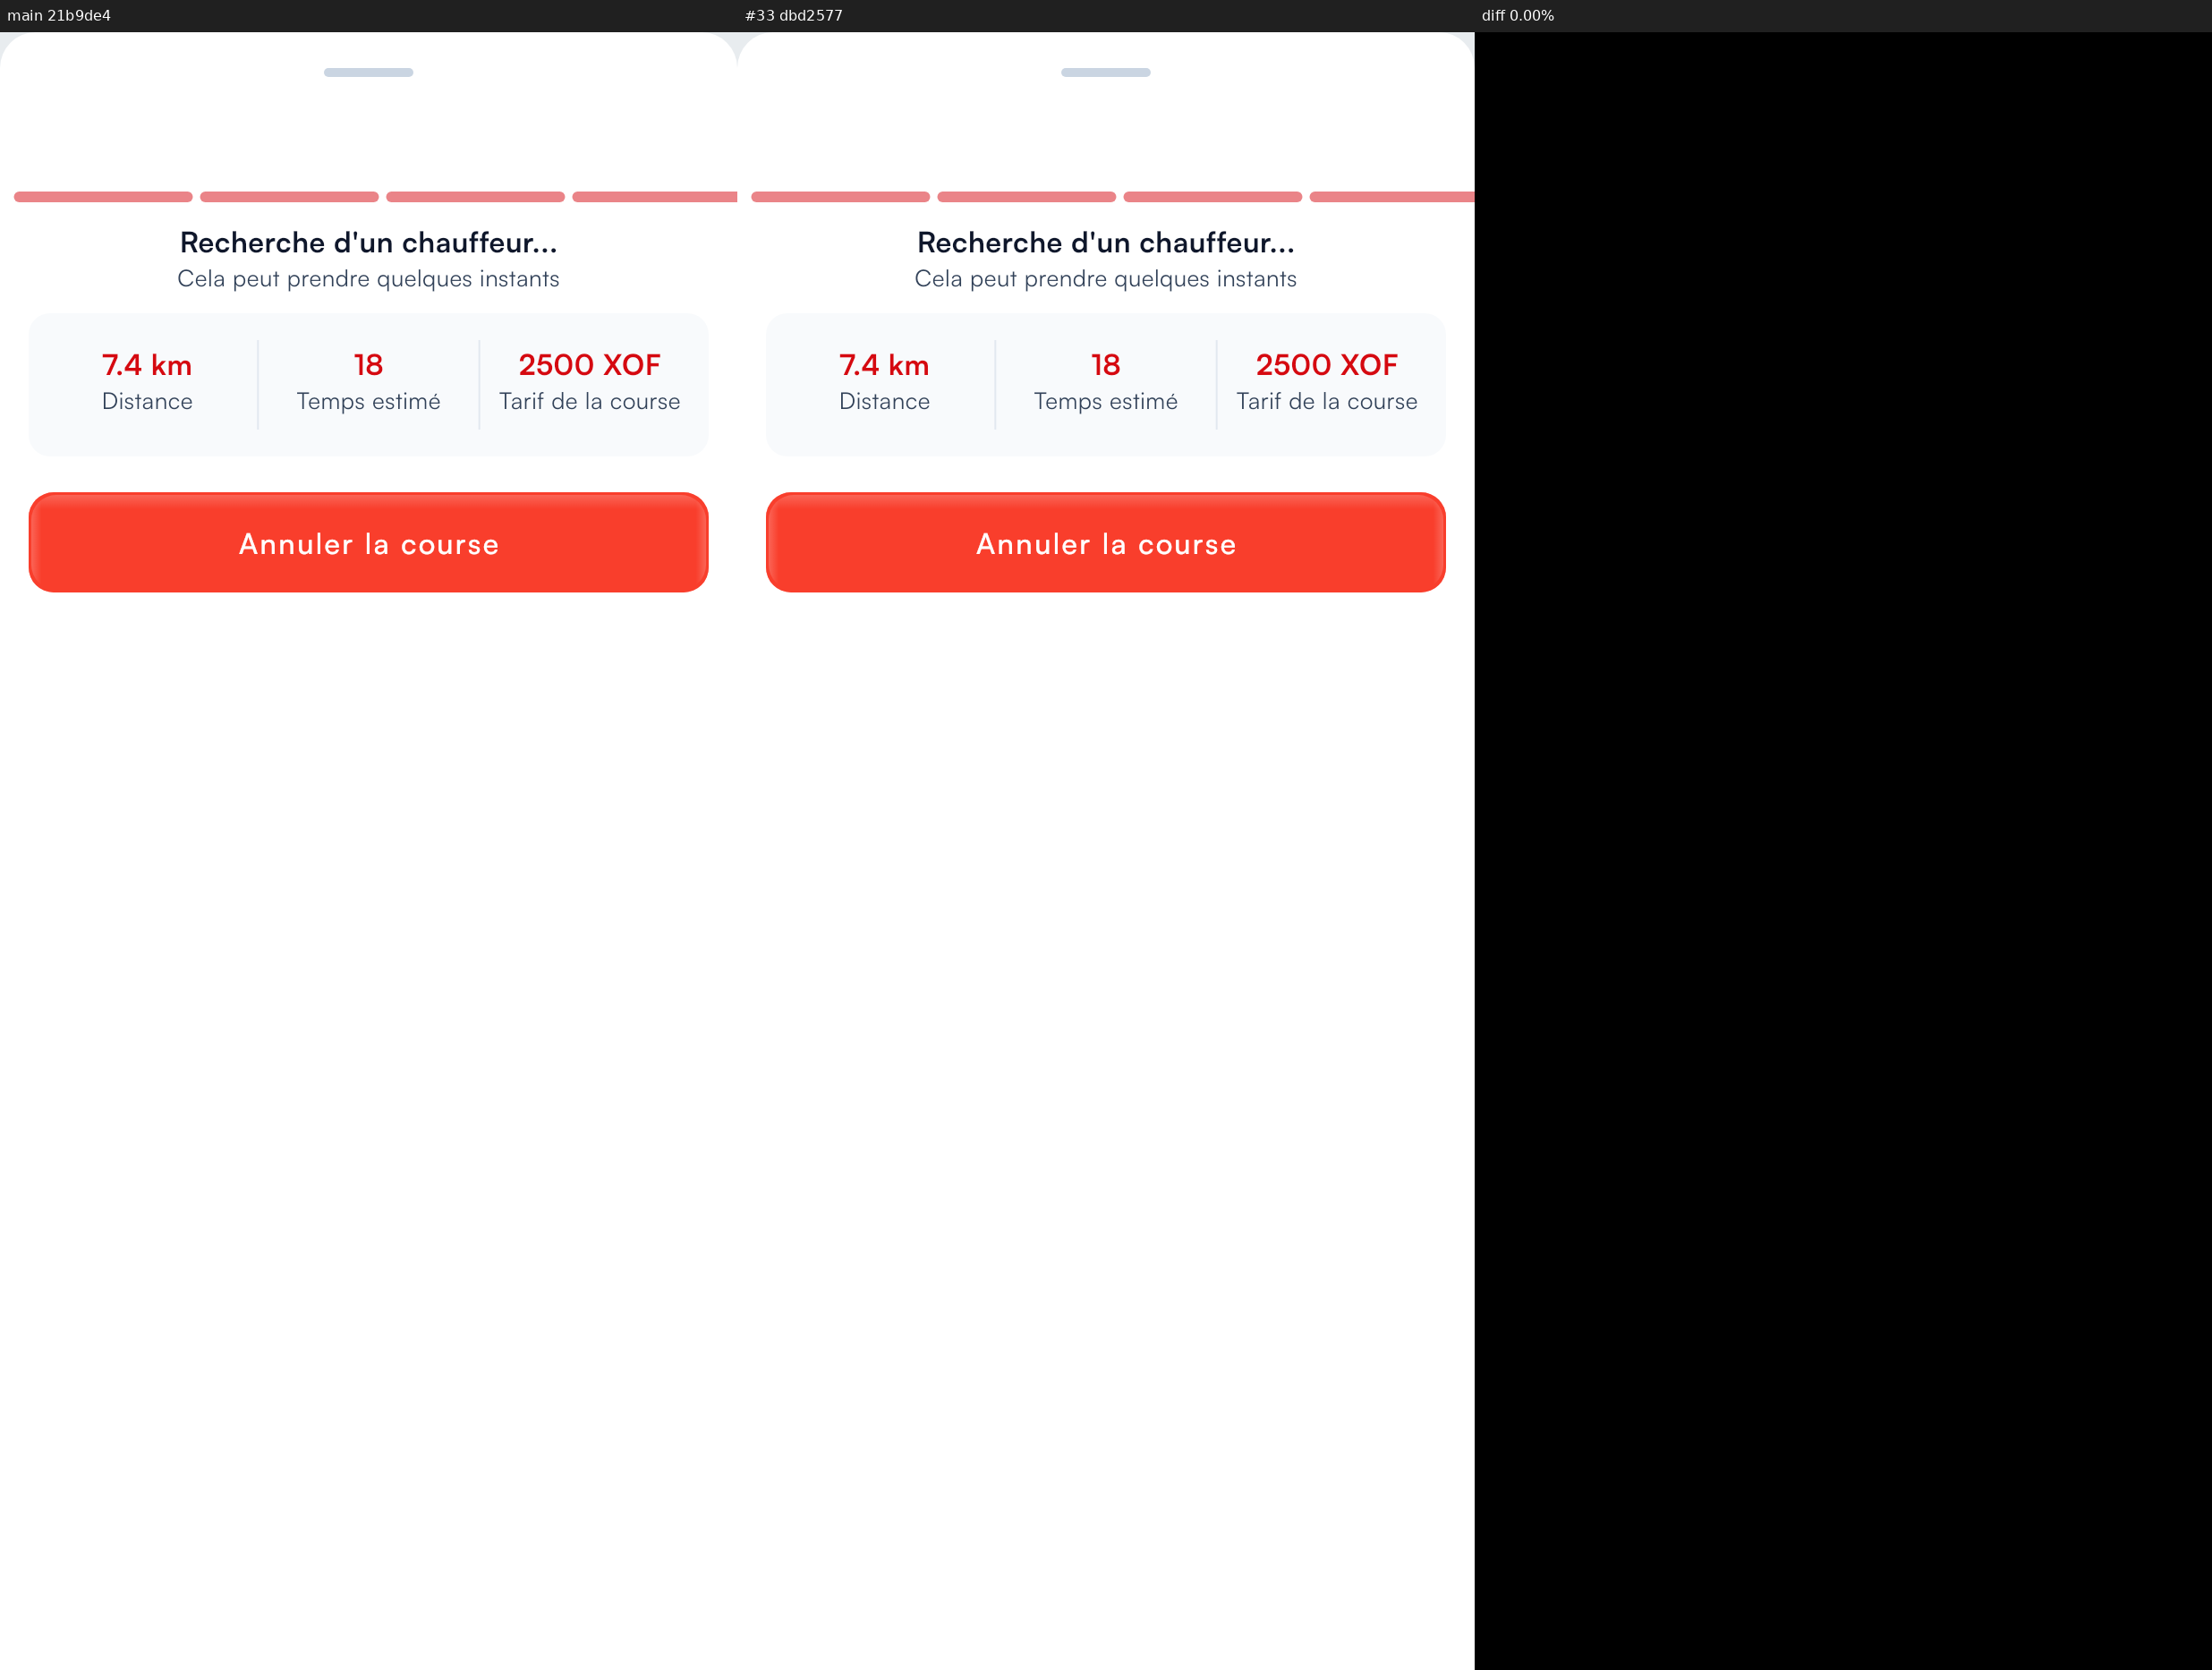 main 21b9de4
#33 dbd2577
diff 0.00%
Recherche d'un chauffeur...
Cela peut prendre quelques instants
7.4 km
18
2500 XOF
Distance
Temps estimé
Tarif de la course
Annuler la course
Recherche d'un chauffeur...
Cela peut prendre quelques instants
7.4 km
18
2500 XOF
Distance
Temps estimé
Tarif de la course
Annuler la course